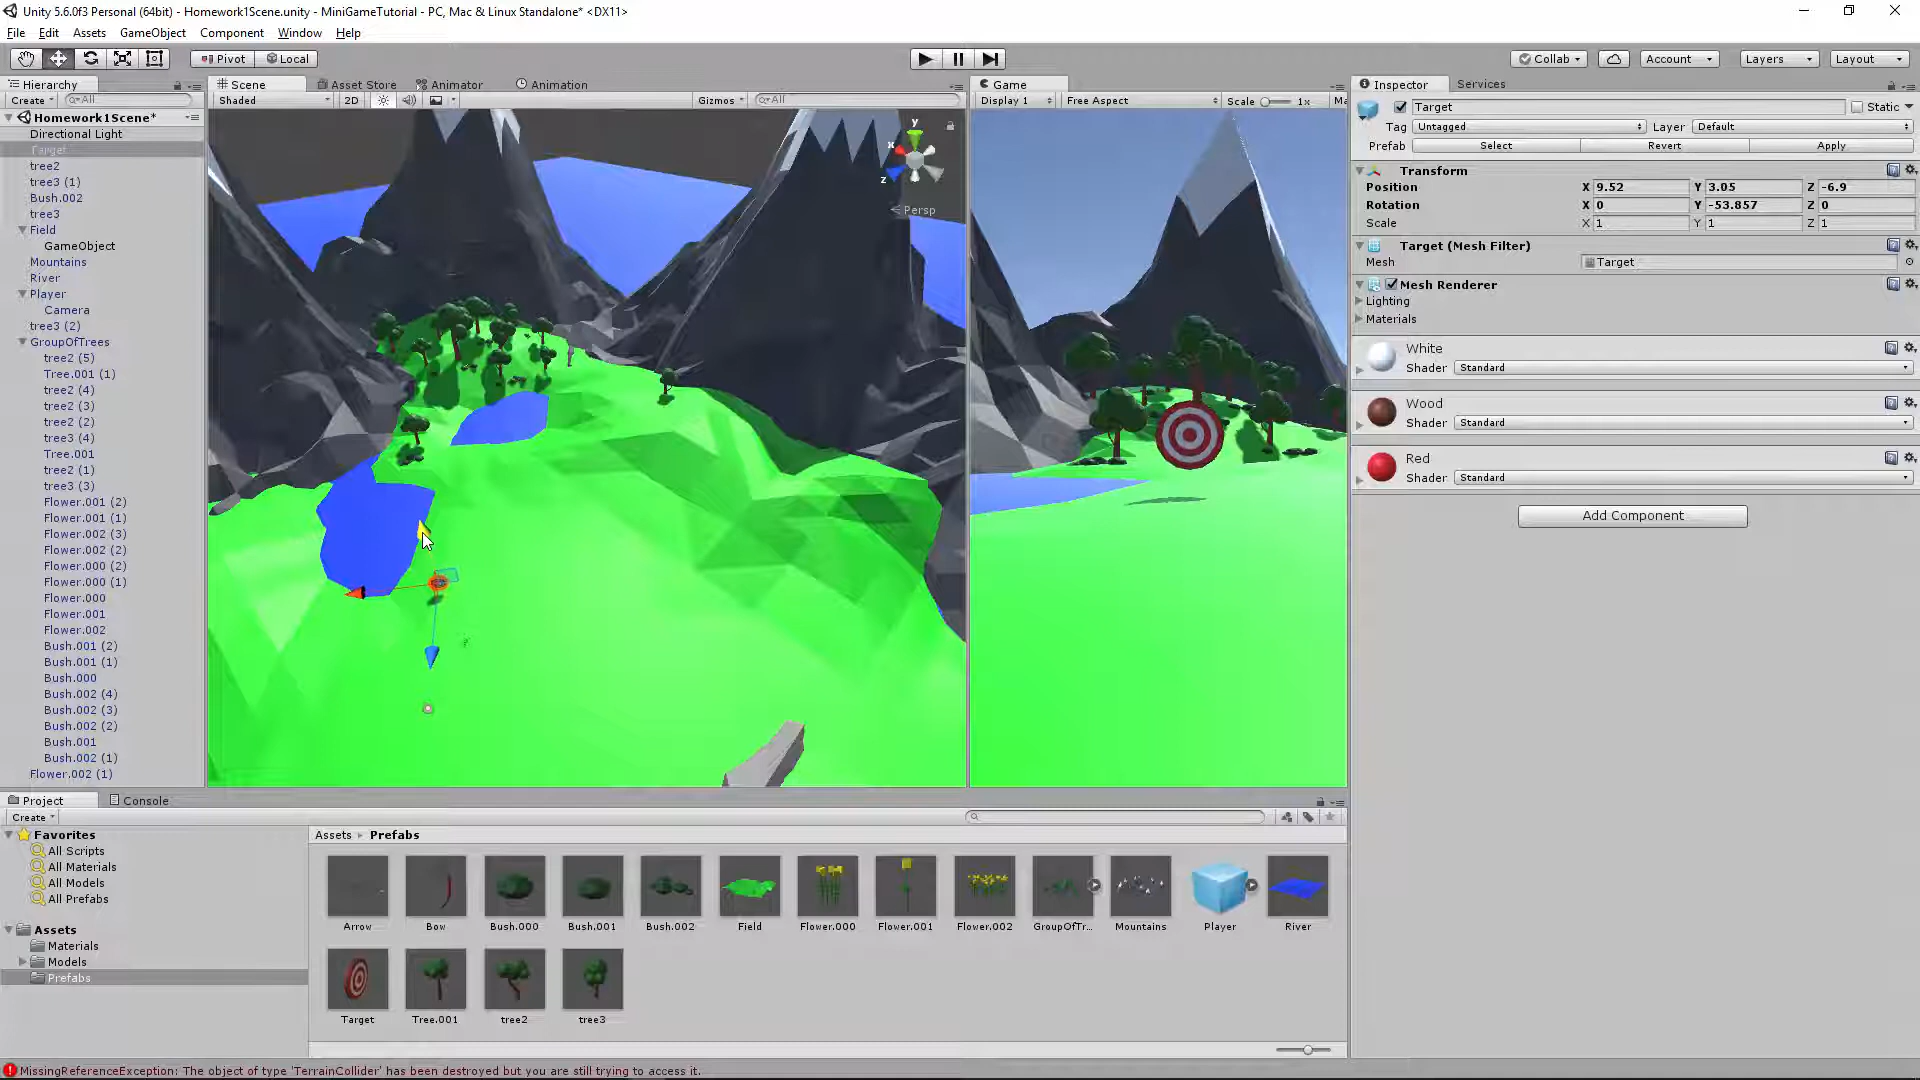 Unity 5.6.0f3 Personal (64bit) - Homework1Scene.unity - MiniGameTutorial - PC, Mac & Linux Standalone* <DX11>
File Edit Assets GameObject Component Window Help
Pivot Local Collab Account Layers Layout
Hierarchy Scene Asset Store Animator Animation Game Inspector Services
Create All Shaded 2D Gizmos All Display 1 Free Aspect Scale 1x Ma
Target Static
Homework1Scene*
Tag Untagged Layer Default
Directional Light
Prefab Select Revert Apply
Target
tree2
Transform
tree3 (1)
Position X 9.52 Y 3.05 Z -6.9
Bush.002
Rotation X 0 Y -53.857 Z 0
tree3
Scale X 1 Y 1 Z 1
y
x
z
Persp
Field
GameObject
Target (Mesh Filter)
Mountains
Mesh Target
River
Mesh Renderer
Player
Lighting
Camera
Materials
tree3 (2)
GroupOfTrees
White
tree2 (5)
Shader Standard
Tree.001 (1)
tree2 (4)
Wood
tree2 (3)
Shader Standard
tree2 (2)
tree3 (4)
Red
Tree.001
Shader Standard
tree2 (1)
tree3 (3)
Flower.001 (2)
Add Component
Flower.001 (1)
Flower.002 (3)
Flower.002 (2)
Flower.000 (2)
Flower.000 (1)
Flower.000
Flower.001
Flower.002
Bush.001 (2)
Bush.001 (1)
Bush.000
Bush.002 (4)
Bush.002 (3)
Bush.002 (2)
Bush.001
Bush.002 (1)
Flower.002 (1)
Project Console
Create
Favorites
All Scripts
All Materials
All Models
All Prefabs
Assets
Materials
Models
Prefabs
Assets Prefabs
Arrow Bow Bush.000 Bush.001 Bush.002 Field Flower.000 Flower.001 Flower.002 GroupOfTr... Mountains Player River
Target Tree.001 tree2 tree3
MissingReferenceException: The object of type 'TerrainCollider' has been destroyed but you are still trying to access it.